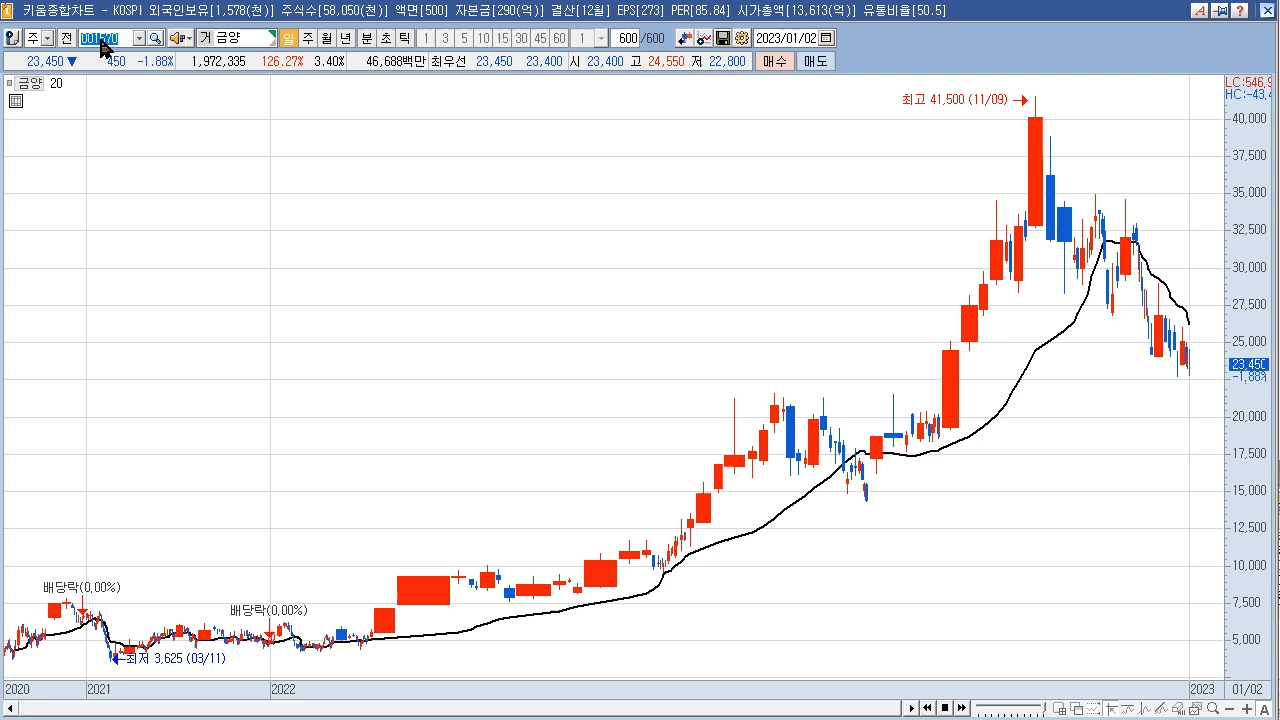 키움종합차트 - KOSPI 외국인보유[1,578(천)] 주식수[58,050(천)] 액면[500] 자본금[290(억)] 결산[12월] EPS[273] PER[85.84] 시가총액[13,613(억)] 유통비율[50.5]
주 전 거 금양 일 주 월 년 분 초 틱 1 3 5 10 15 30 45 60 1 600 /600 2023/01/02
23,450 ▼ 450 -1.88% 1,972,335 126.27% 3.40% 46,688백만 최우선 23,450 23,400 시 23,400 고 24,550 저 22,800 매수 매도
금양 20
LC:546,9
HC:-43,4
최고 41,500 (11/09)
40,000
37,500
35,000
32,500
30,000
27,500
25,000
23,450
-1,88%
20,000
17,500
15,000
12,500
10,000
배당락(0,00%)
7,500
배당락(0,00%)
5,000
최저 3,625 (03/11)
2020 2021 2022 2023 01/02
A